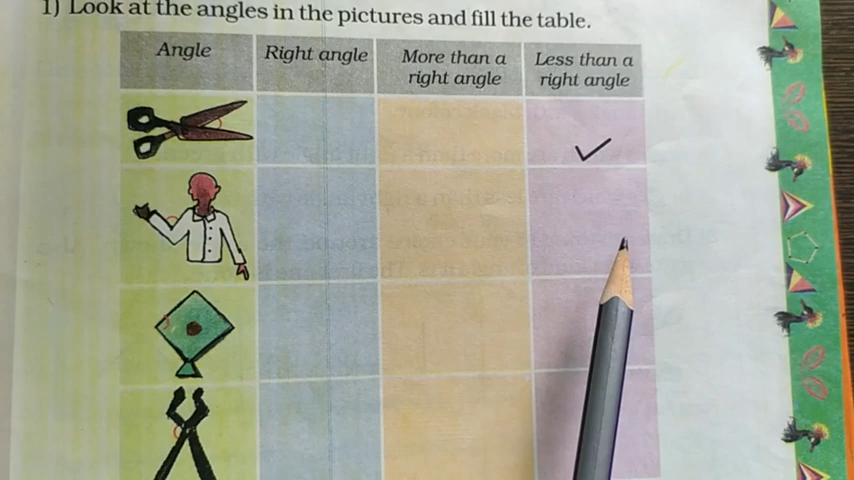 1) Look at the angles in the pictures and fill the table.
Angle
Right angle
More than a
right angle
Less than a
right angle